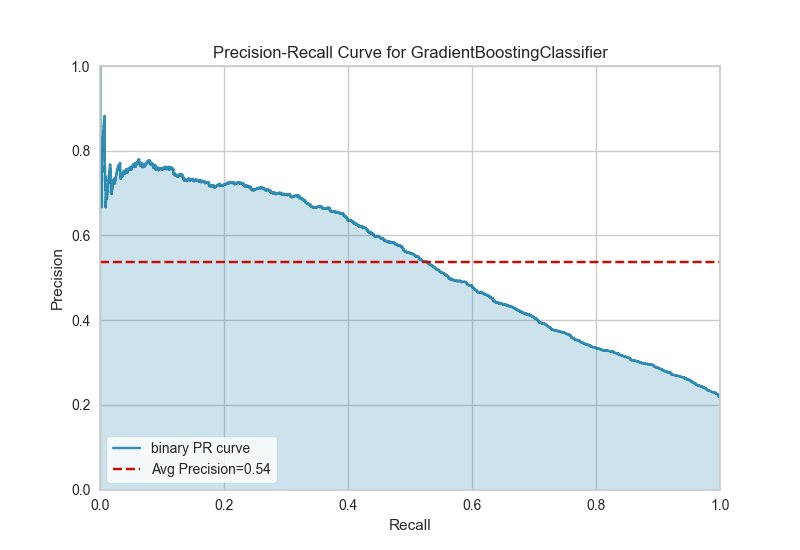 Precision-Recall Curve for GradientBoostingClassifier
1.0
0.8
0.6
0.4
0.2
0.0
Precision
binary PR curve
Avg Precision=0.54
0.0 0.2 0.4 0.6 0.8 1.0
Recall